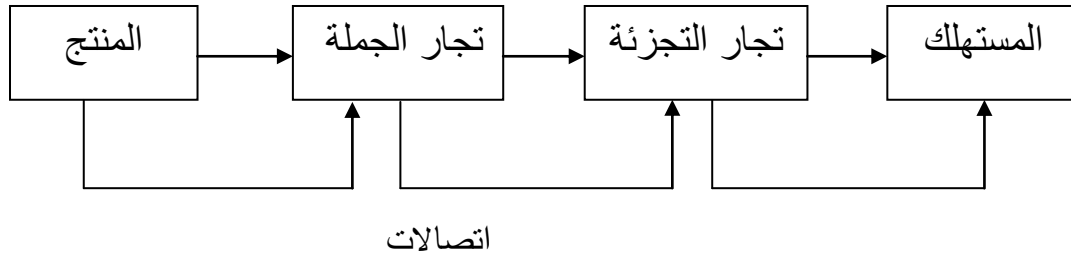 المنتج
تجار الجملة
تجار التجزئة
المستهلك
اتصالات